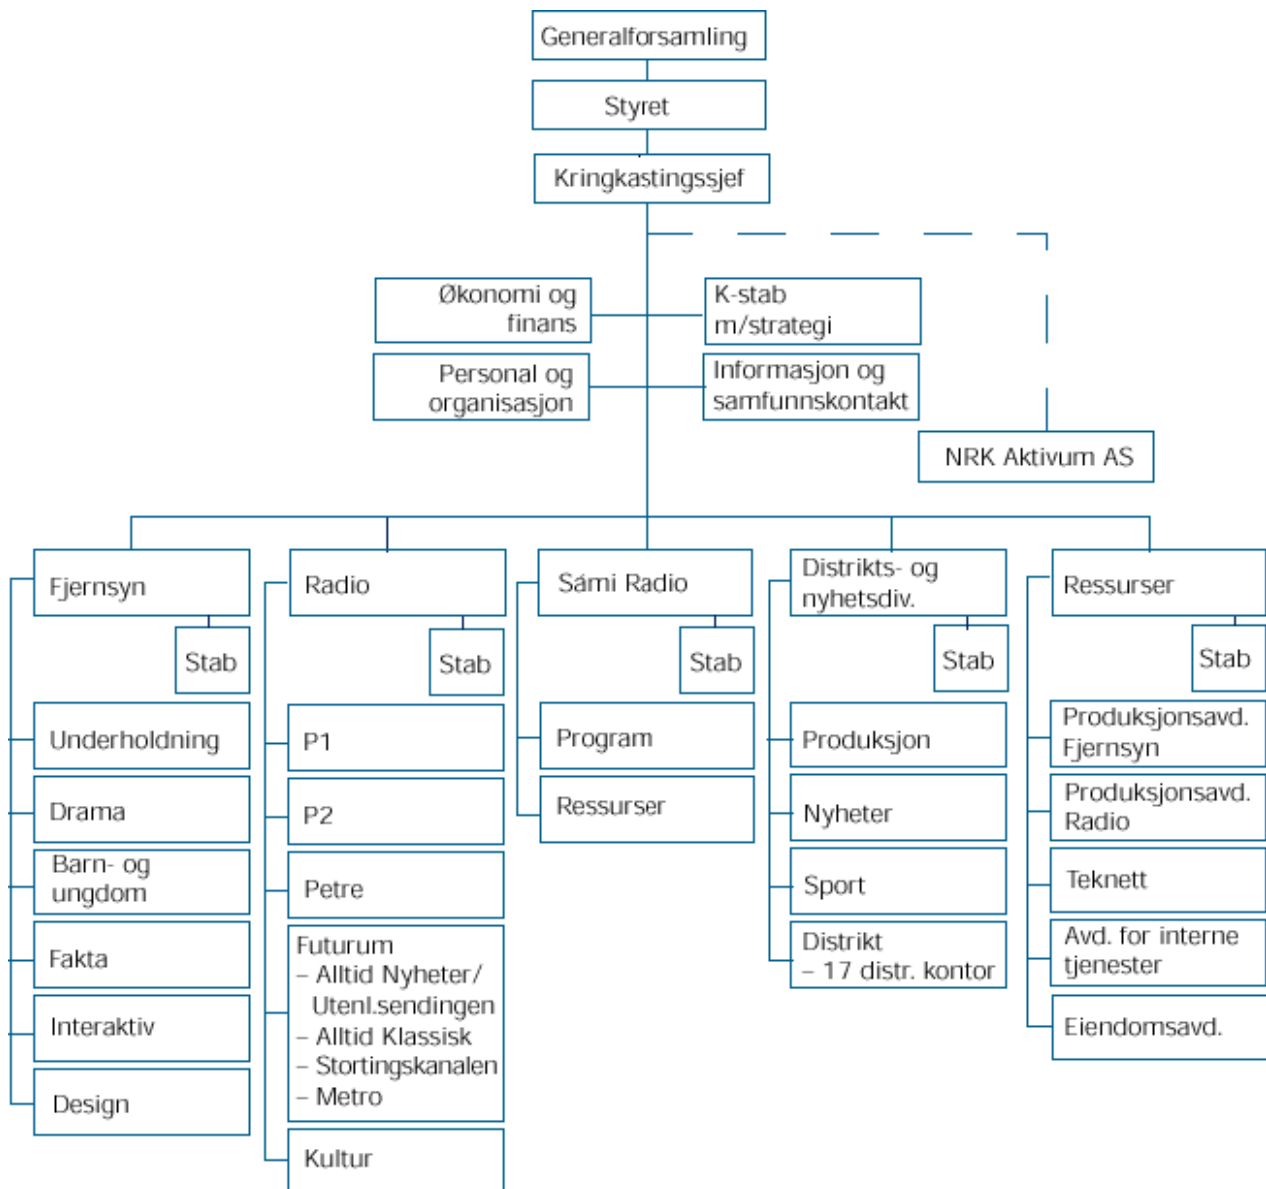 Generalforsamling
Styret
Kringkastingssjef
Økonomi og
finans
K-stab
m/strategi
Personal og
organisasjon
Informasjon og
samfunnskontakt
NRK Aktivum AS
Fjernsyn
Stab
Underholdning
Drama
Barn- og
ungdom
Fakta
Interaktiv
Design
Radio
Stab
P1
P2
Petre
Futurum
– Alltid Nyheter/
Utenl.sendingen
– Alltid Klassisk
– Stortingskanalen
– Metro
Kultur
Sámi Radio
Stab
Program
Ressurser
Distrikts- og
nyhetsdiv.
Stab
Produksjon
Nyheter
Sport
Distrikt
– 17 distr. kontor
Ressurser
Stab
Produksjonsavd.
Fjernsyn
Produksjonsavd.
Radio
Teknett
Avd. for interne
tjenester
Eiendomsavd.